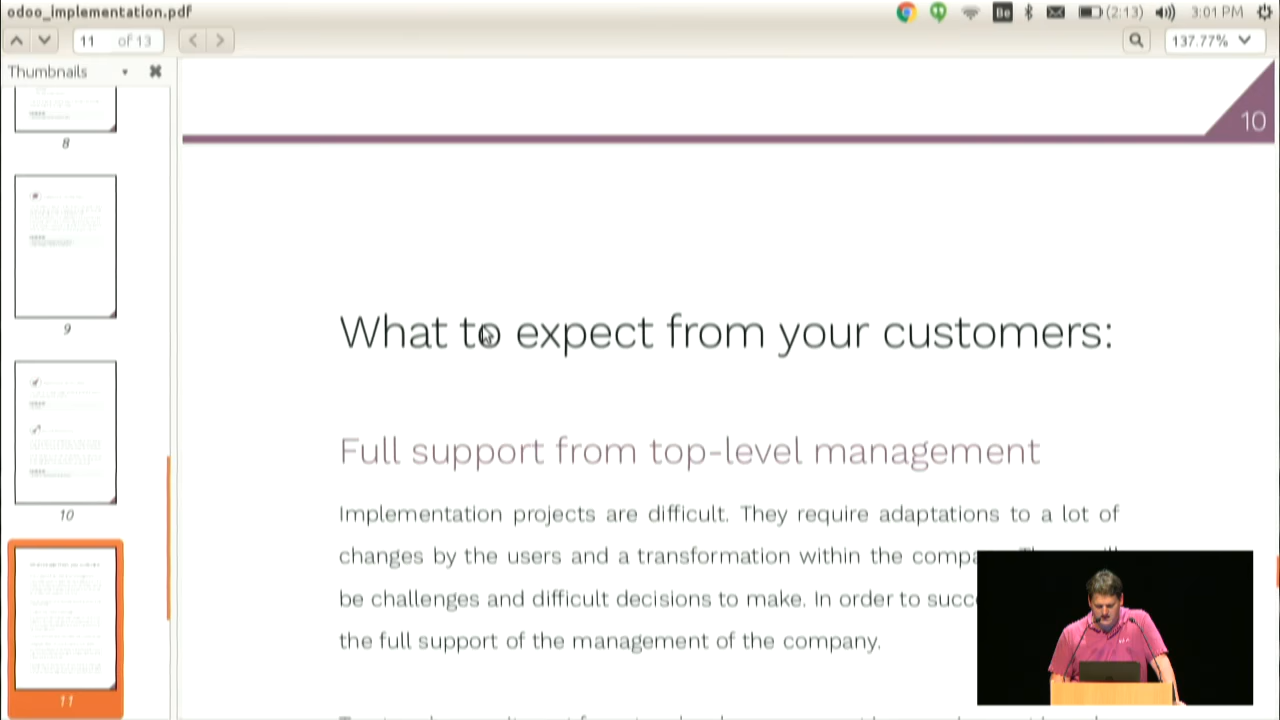 odoo_implementation.pdf
Be
(2:13)
3:01 PM
11 of 13
137.77%
Thumbnails
8
9
10
11
10
What to expect from your customers:
Full support from top-level management
Implementation projects are difficult. They require adaptations to a lot of
changes by the users and a transformation within the
be challenges and difficult decisions to make. In order to
the full support of the management of the company.